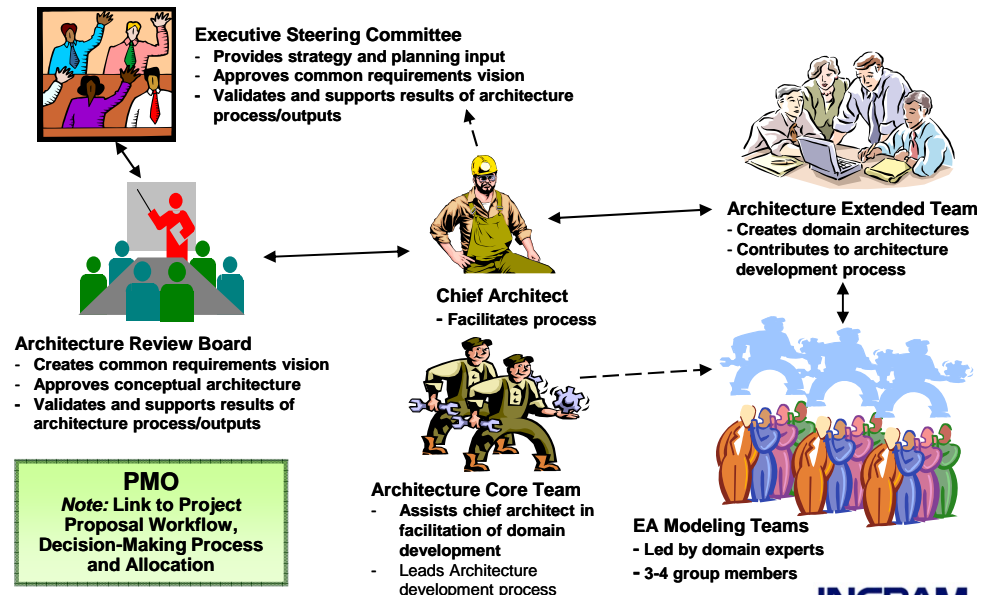 Executive Steering Committee
- Provides strategy and planning input
- Approves common requirements vision
- Validates and supports results of architecture
process/outputs
Architecture Extended Team
- Creates domain architectures
- Contributes to architecture
development process
Chief Architect
- Facilitates process
Architecture Review Board
- Creates common requirements vision
- Approves conceptual architecture
- Validates and supports results of
architecture process/outputs
PMO
Note: Link to Project
Proposal Workflow,
Decision-Making Process
and Allocation
Architecture Core Team
- Assists chief architect in
facilitation of domain
development
- Leads Architecture
development process
EA Modeling Teams
- Led by domain experts
- 3-4 group members
INGRAM